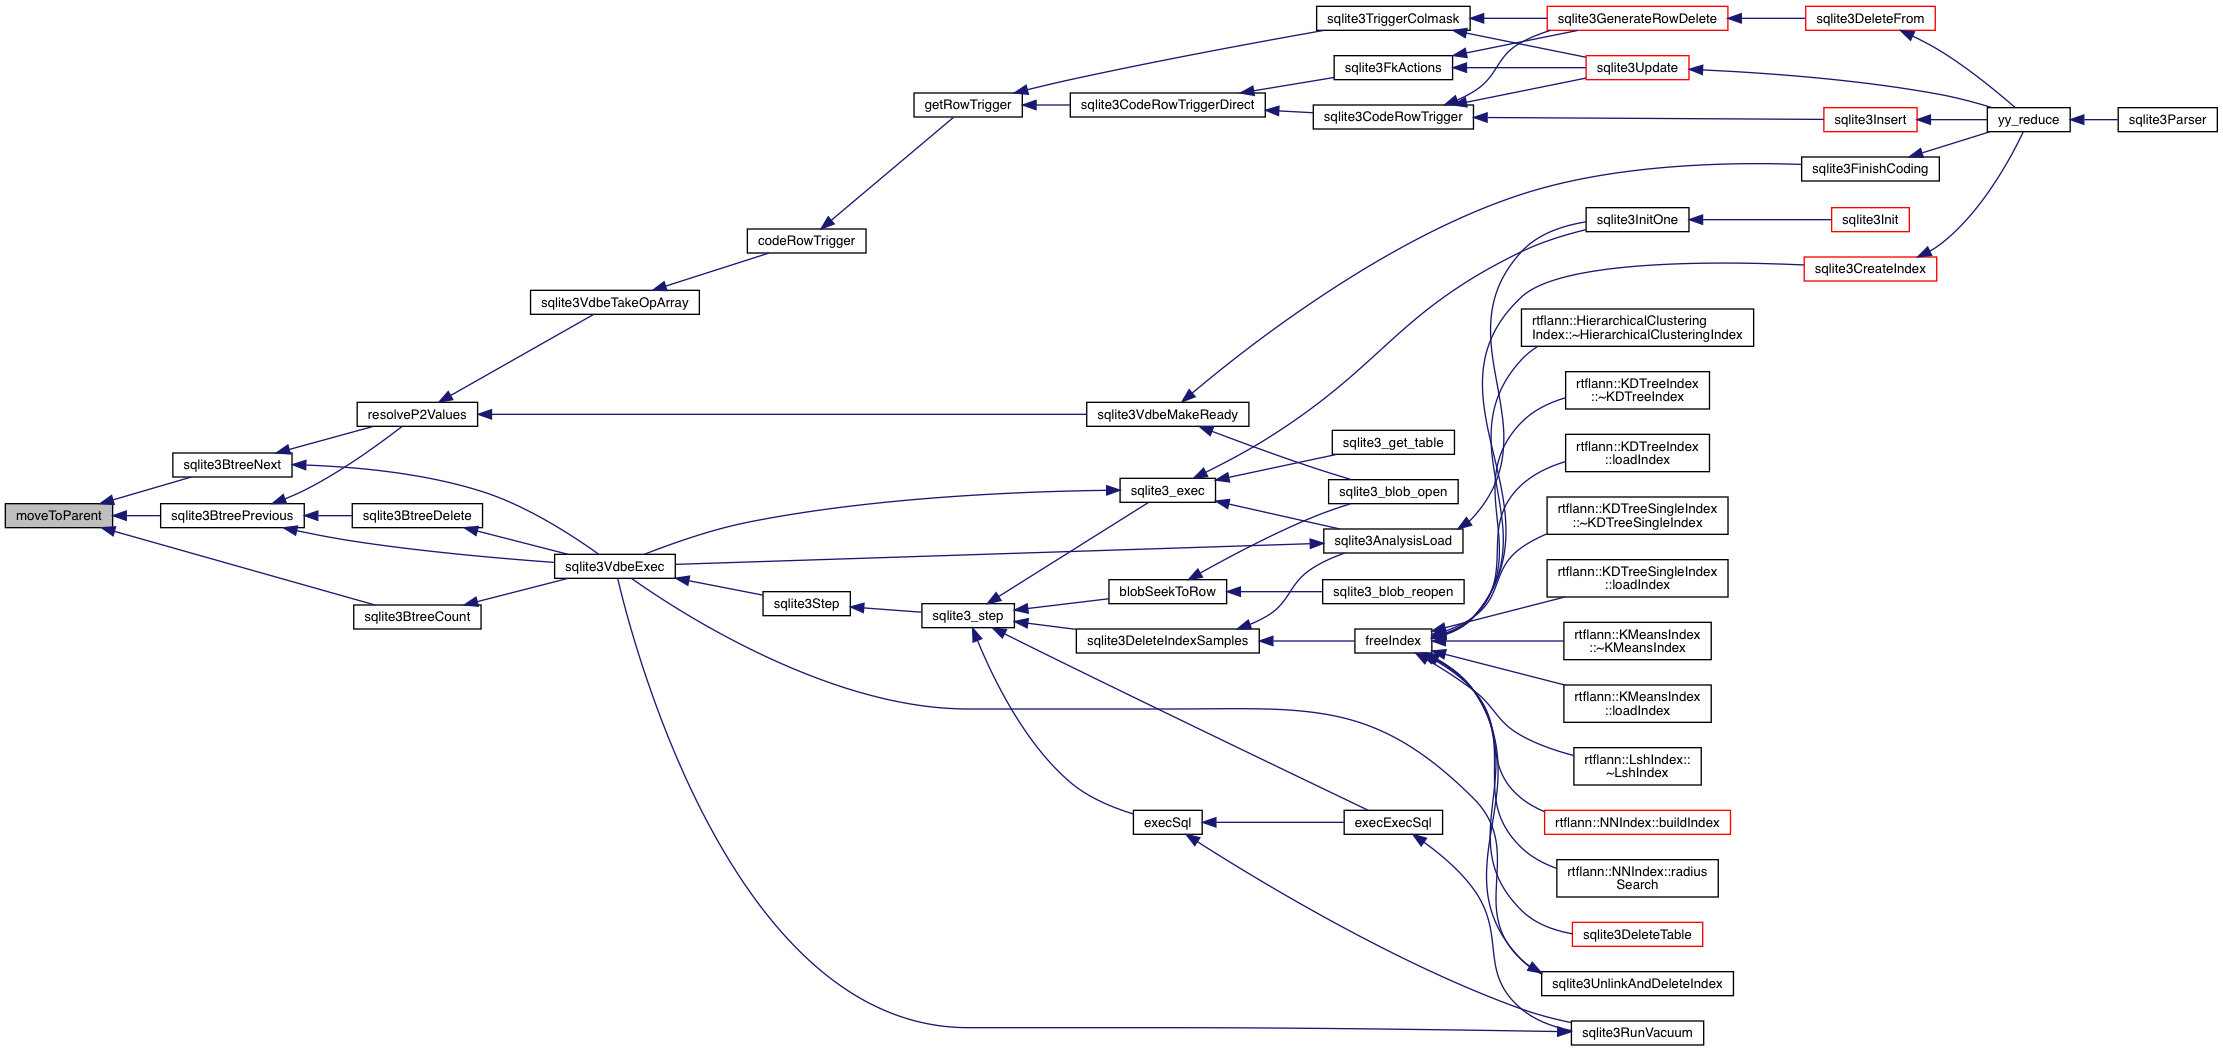 moveToParent
sqlite3BtreeNext
sqlite3BtreePrevious
sqlite3BtreeCount
resolveP2Values
sqlite3BtreeDelete
sqlite3VdbeTakeOpArray
sqlite3VdbeExec
codeRowTrigger
sqlite3Step
getRowTrigger
sqlite3_step
sqlite3CodeRowTriggerDirect
sqlite3VdbeMakeReady
sqlite3_exec
blobSeekToRow
sqlite3DeleteIndexSamples
execSql
sqlite3TriggerColmask
sqlite3FkActions
sqlite3CodeRowTrigger
sqlite3_get_table
sqlite3_blob_open
sqlite3AnalysisLoad
sqlite3_blob_reopen
freeIndex
execExecSql
sqlite3GenerateRowDelete
sqlite3Update
sqlite3InitOne
rtflann::HierarchicalClustering
Index::~HierarchicalClusteringIndex
rtflann::KDTreeIndex
::~KDTreeIndex
rtflann::KDTreeIndex
::loadIndex
rtflann::KDTreeSingleIndex
::~KDTreeSingleIndex
rtflann::KDTreeSingleIndex
::loadIndex
rtflann::KMeansIndex
::~KMeansIndex
rtflann::KMeansIndex
::loadIndex
rtflann::LshIndex::
~LshIndex
rtflann::NNIndex::buildIndex
rtflann::NNIndex::radius
Search
sqlite3DeleteTable
sqlite3UnlinkAndDeleteIndex
sqlite3RunVacuum
sqlite3DeleteFrom
sqlite3Insert
sqlite3FinishCoding
sqlite3Init
sqlite3CreateIndex
yy_reduce
sqlite3Parser